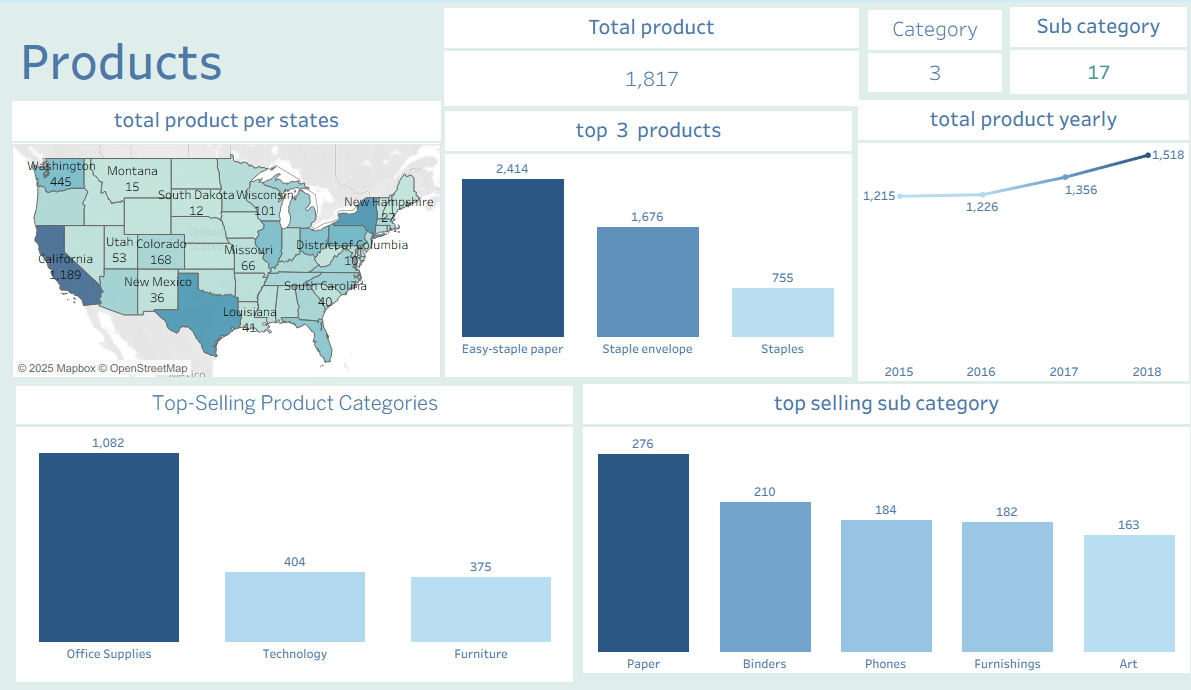 Products
Total product
1,817
Category
3
Sub category
17
total product per states
Washington
445
Montana
15
South Dakota
12
Wisconsin
101
New Hampshire
27
Utah
53
Colorado
168
United States
Missouri
66
District of Columbia
10
California
1,189
New Mexico
36
South Carolina
40
Louisiana
41
© 2025 Mapbox © OpenStreetMap
Mexico
top 3 products
2,414
1,676
755
Easy-staple paper
Staple envelope
Staples
total product yearly
1,215
1,226
1,356
1,518
2015
2016
2017
2018
Top-Selling Product Categories
1,082
404
375
Office Supplies
Technology
Furniture
top selling sub category
276
210
184
182
163
Paper
Binders
Phones
Furnishings
Art